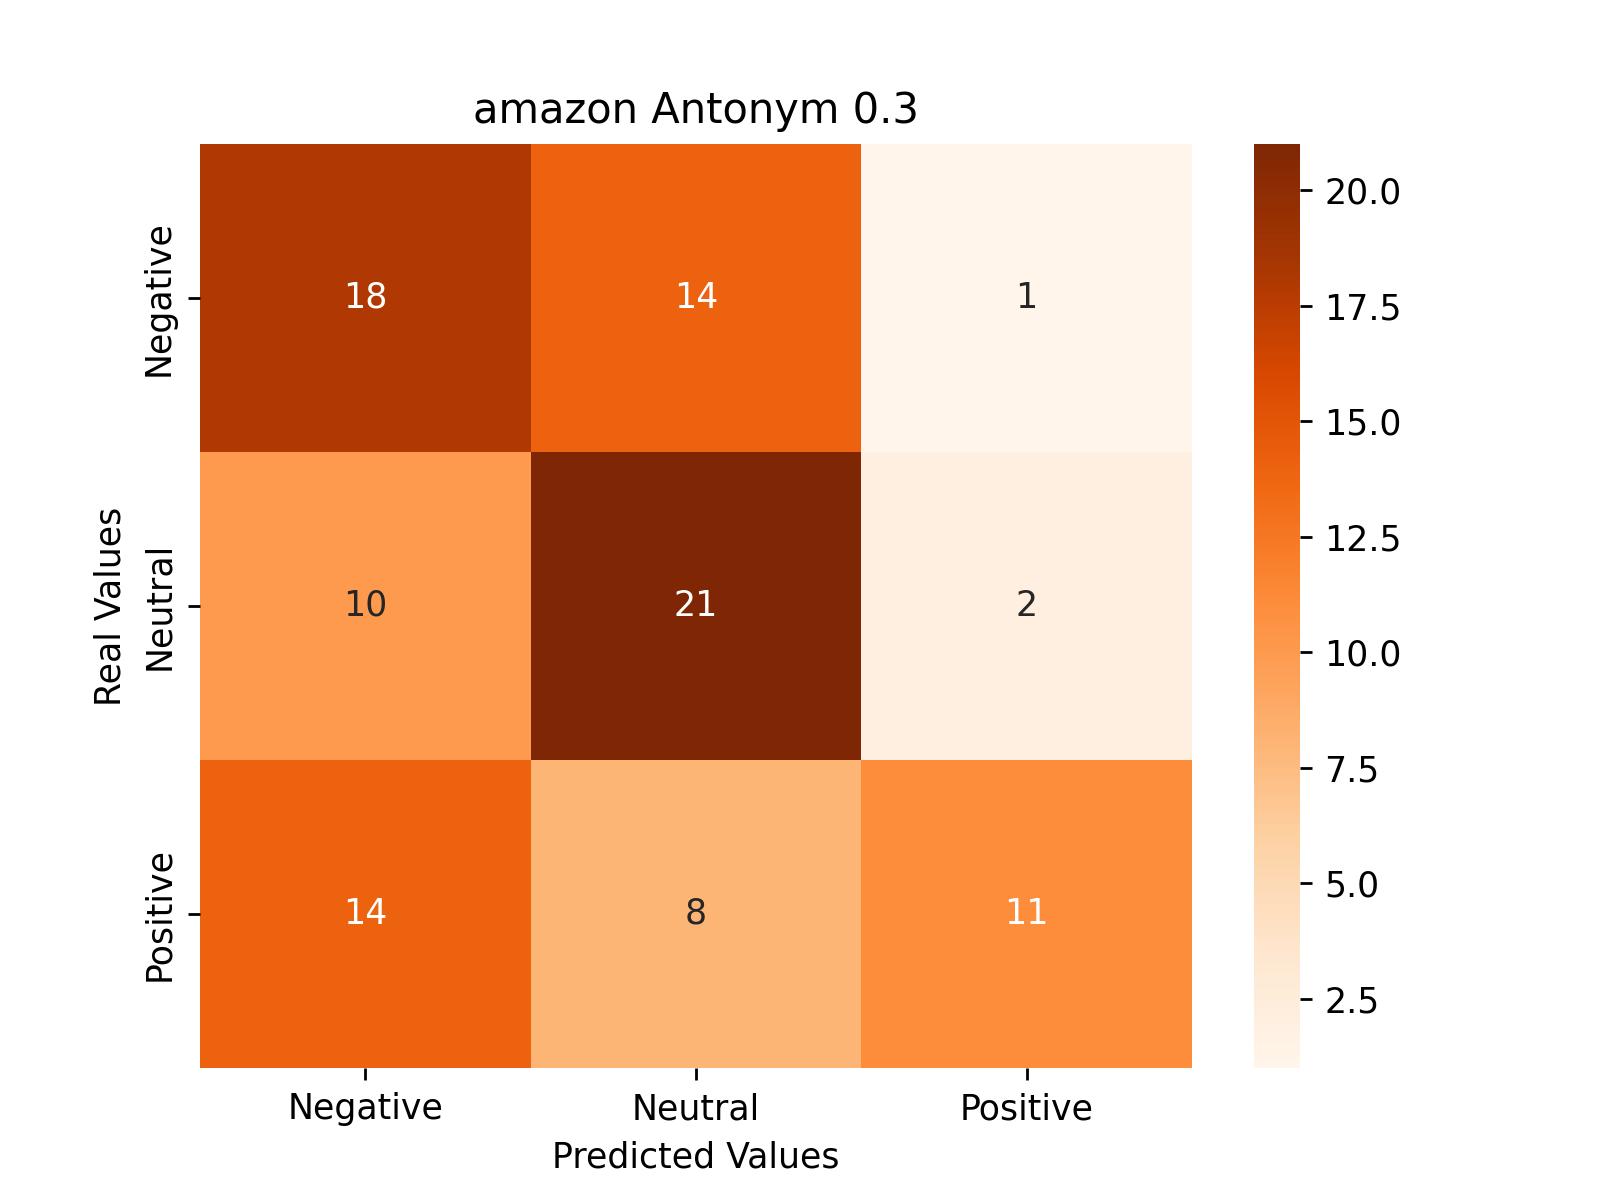 amazon Antonym 0.3
Real Values
Negative
18 14 1
Neutral
10 21 2
Positive
14 8 11
Negative Neutral Positive
Predicted Values
20.0
17.5
15.0
12.5
10.0
7.5
5.0
2.5